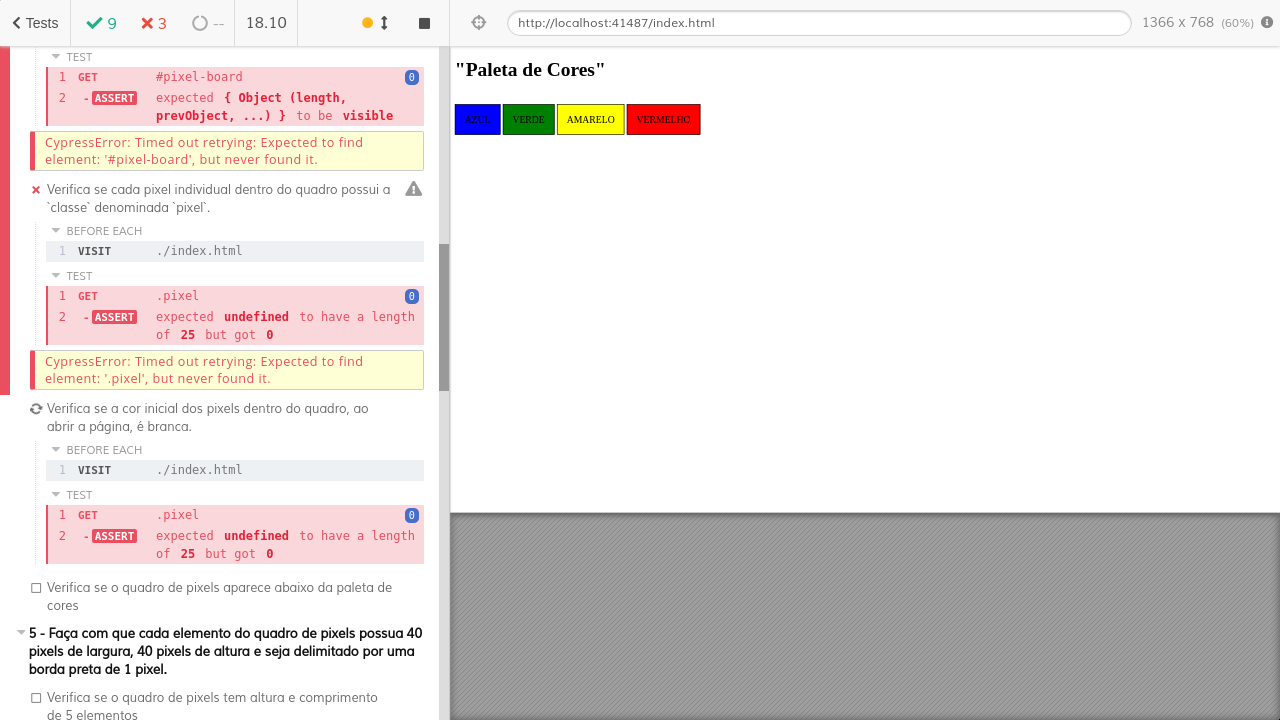 Tests
9
3
--
18.10
http://localhost:41487/index.html
1366 x 768 (60%)
TEST
1 GET #pixel-board 0
2 - ASSERT expected { Object (length,
prevObject, ...) } to be visible
CypressError: Timed out retrying: Expected to find
element: '#pixel-board', but never found it.
Verifica se cada pixel individual dentro do quadro possui a
`classe` denominada `pixel`.
BEFORE EACH
1 VISIT ./index.html
TEST
1 GET .pixel 0
2 - ASSERT expected undefined to have a length
of 25 but got 0
CypressError: Timed out retrying: Expected to find
element: '.pixel', but never found it.
Verifica se a cor inicial dos pixels dentro do quadro, ao
abrir a página, é branca.
BEFORE EACH
1 VISIT ./index.html
TEST
1 GET .pixel 0
2 - ASSERT expected undefined to have a length
of 25 but got 0
Verifica se o quadro de pixels aparece abaixo da paleta de
cores
5 - Faça com que cada elemento do quadro de pixels possua 40
pixels de largura, 40 pixels de altura e seja delimitado por uma
borda preta de 1 pixel.
Verifica se o quadro de pixels tem altura e comprimento
de 5 elementos
"Paleta de Cores"
AZUL VERDE AMARELO VERMELHO